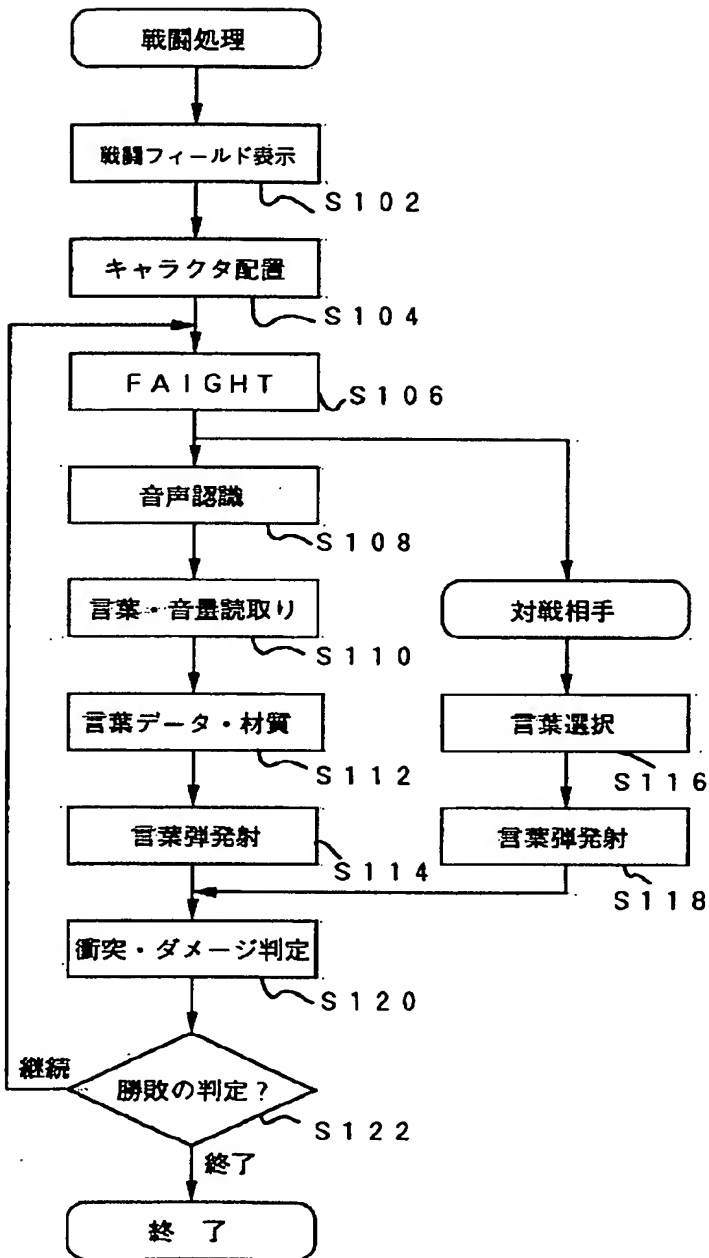 戦闘処理
戦闘フィールド表示
S102
キャラクタ配置
S104
FAIGHT
S106
音声認識
S108
言葉・音量読取り
S110
対戦相手
言葉データ・材質
S112
言葉選択
S116
言葉弾発射
S114
言葉弾発射
S118
衝突・ダメージ判定
S120
継続
勝敗の判定?
S122
終了
終 了